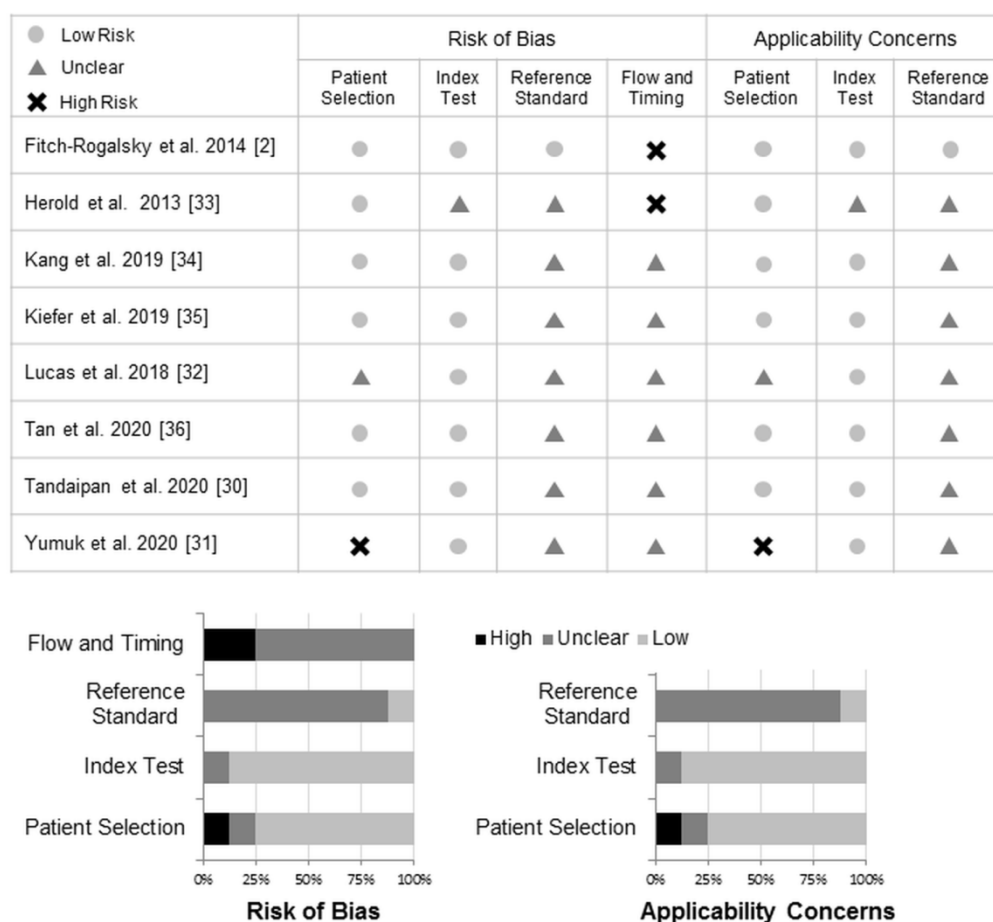 Low Risk
Unclear
High Risk
Risk of Bias
Applicability Concerns
Patient Selection
Index Test
Reference Standard
Flow and Timing
Patient Selection
Index Test
Reference Standard
Fitch-Rogalsky et al. 2014 [2]
Herold et al. 2013 [33]
Kang et al. 2019 [34]
Kiefer et al. 2019 [35]
Lucas et al. 2018 [32]
Tan et al. 2020 [36]
Tandaipan et al. 2020 [30]
Yumuk et al. 2020 [31]
Flow and Timing
Reference
Standard
Index Test
Patient Selection
0% 25% 50% 75% 100%
Risk of Bias
High Unclear Low
Reference
Standard
Index Test
Patient Selection
0% 25% 50% 75% 100%
Applicability Concerns